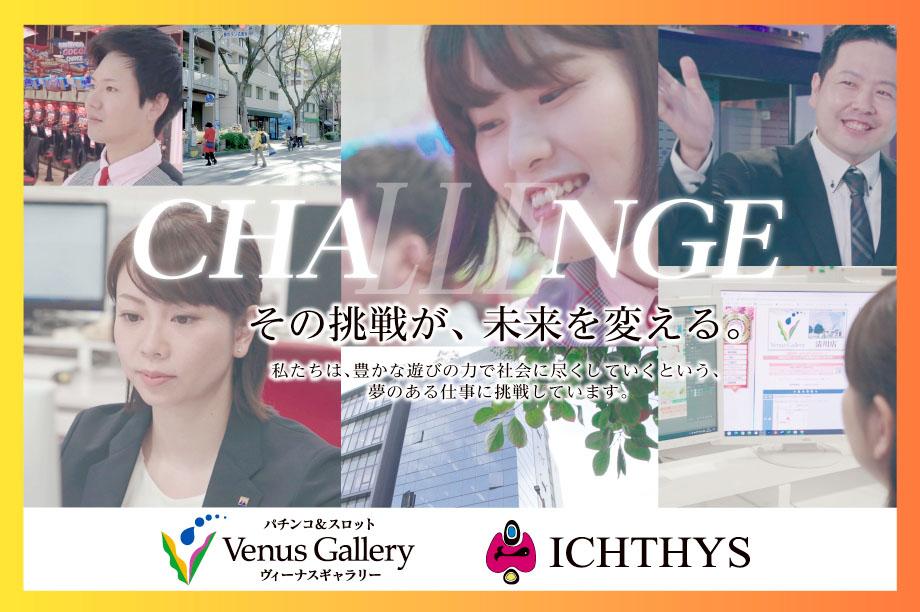 CHALLENGE
その挑戦が、未来を変える。
私たちは、豊かな遊びの力で社会に尽くしていくという、
夢のある仕事に挑戦しています。
Venus Gallery
パチンコ＆スロット
Venus Gallery
ヴィーナスギャラリー
ICHTHYS